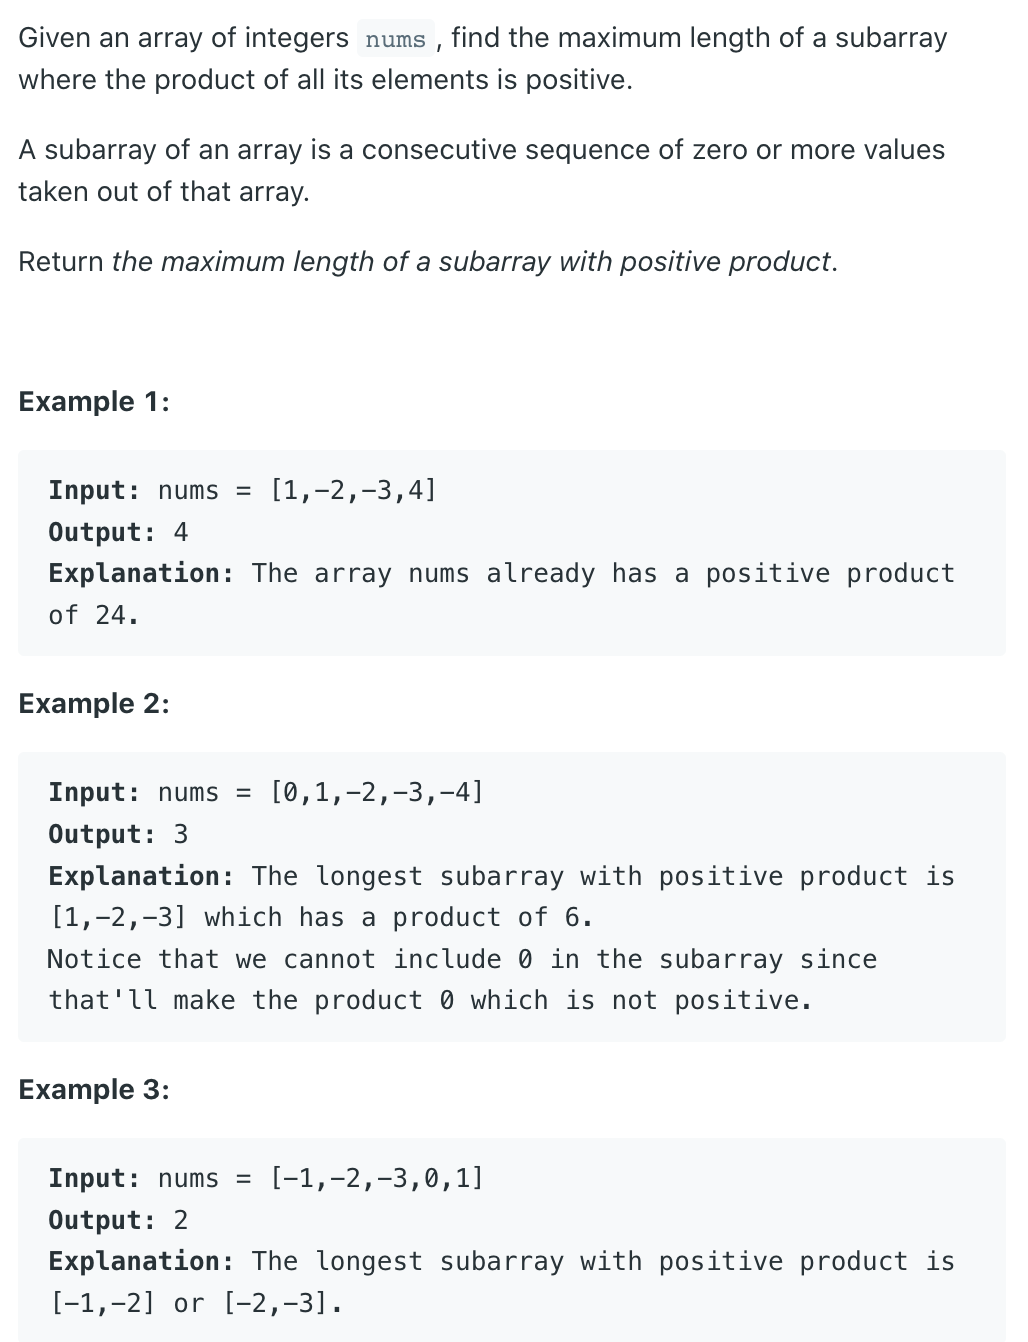 Given an array of integers nums , find the maximum length of a subarray
where the product of all its elements is positive.
A subarray of an array is a consecutive sequence of zero or more values
taken out of that array.
Return the maximum length of a subarray with positive product.
Example 1:
Input: nums = [1,-2,-3,4]
Output: 4
Explanation: The array nums already has a positive product
of 24.
Example 2:
Input: nums = [0,1,-2,-3,-4]
Output: 3
Explanation: The longest subarray with positive product is
[1,-2,-3] which has a product of 6.
Notice that we cannot include 0 in the subarray since
that'll make the product 0 which is not positive.
Example 3:
Input: nums = [-1,-2,-3,0,1]
Output: 2
Explanation: The longest subarray with positive product is
[-1,-2] or [-2,-3].